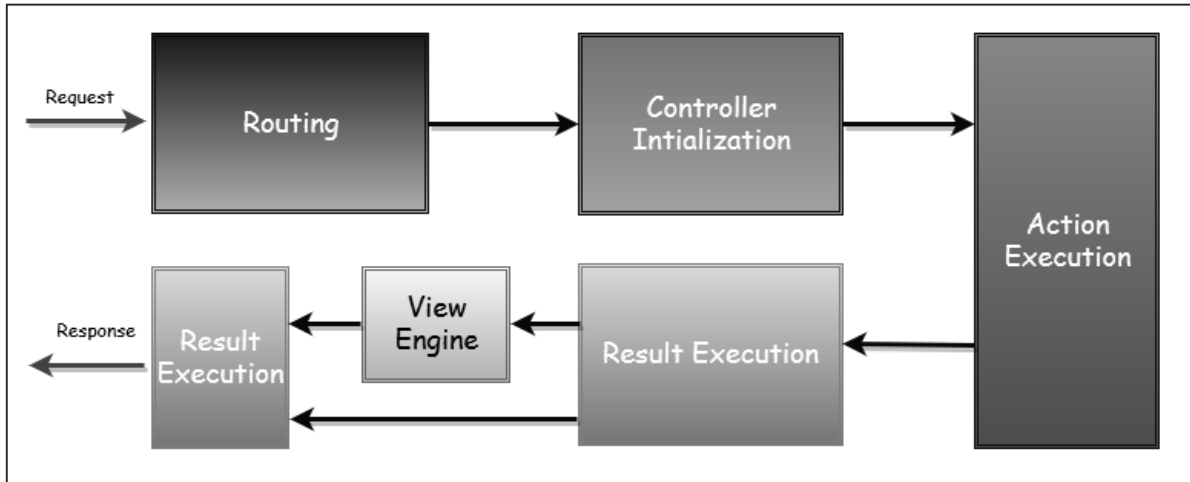 Request
Routing
Controller
Intialization
Action
Execution
Response
Result
Execution
View
Engine
Result Execution